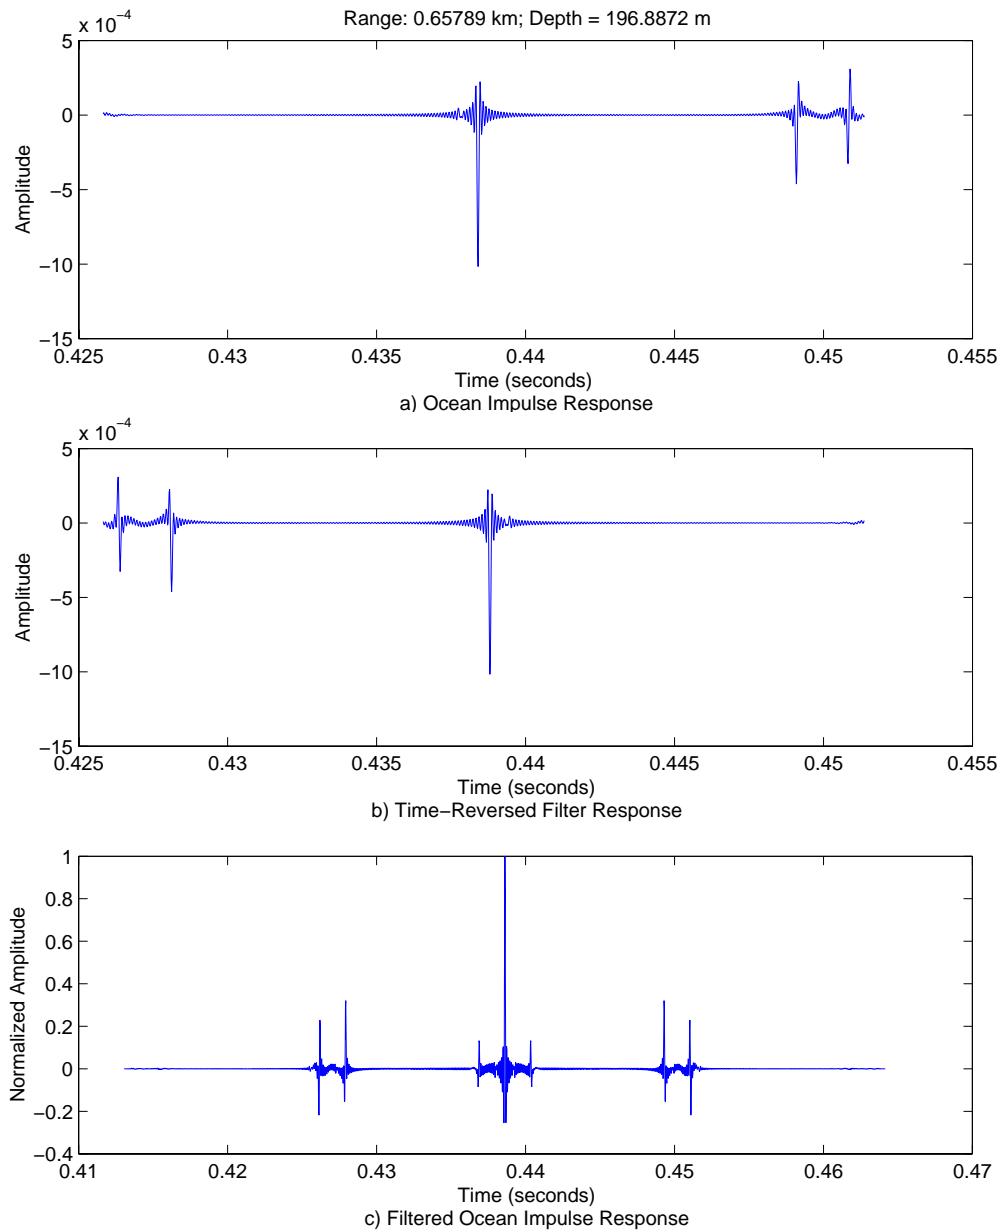 Range: 0.65789 km; Depth = 196.8872 m
x 10⁻⁴
5
0
−5
−10
−15
Amplitude
0.425 0.43 0.435 0.44 0.445 0.45 0.455
Time (seconds)
a) Ocean Impulse Response
x 10⁻⁴
5
0
−5
−10
−15
Amplitude
0.425 0.43 0.435 0.44 0.445 0.45 0.455
Time (seconds)
b) Time−Reversed Filter Response
1
0.8
0.6
0.4
0.2
0
−0.2
−0.4
Normalized Amplitude
0.41 0.42 0.43 0.44 0.45 0.46 0.47
Time (seconds)
c) Filtered Ocean Impulse Response